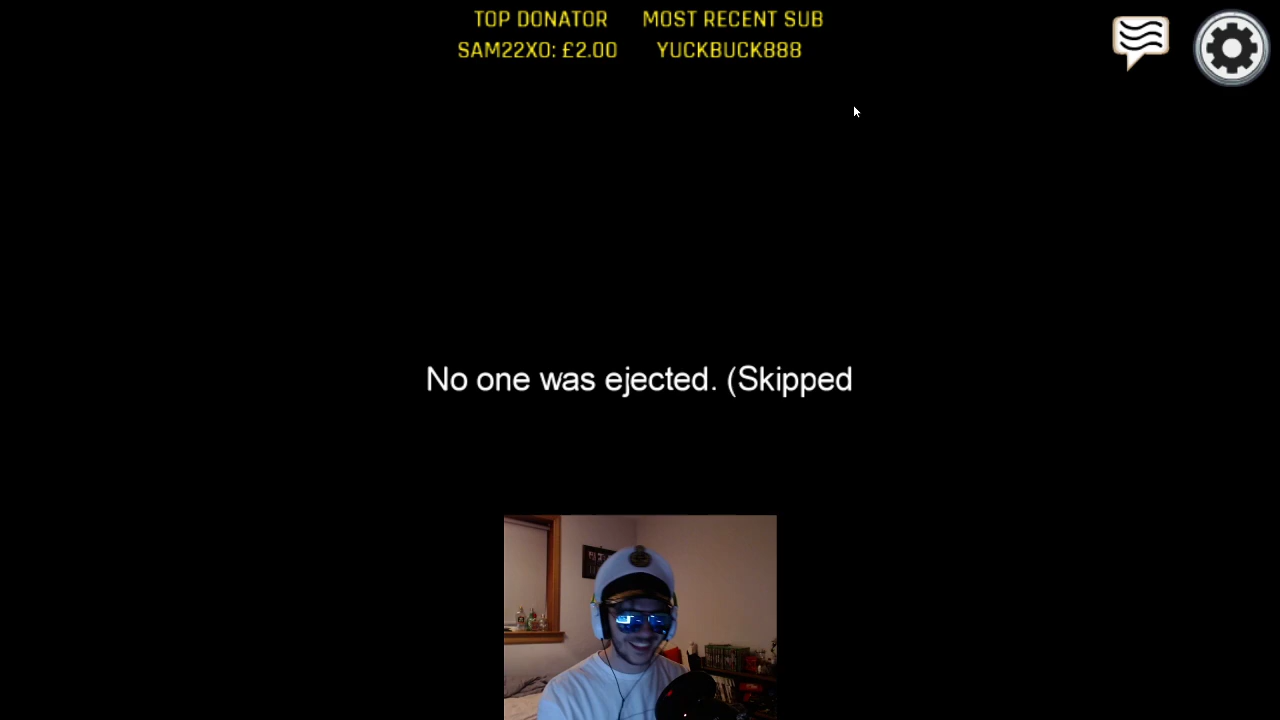 TOP DONATOR MOST RECENT SUB
SAM22XO: £2.00 YUCKBUCK888
No one was ejected. (Skipped